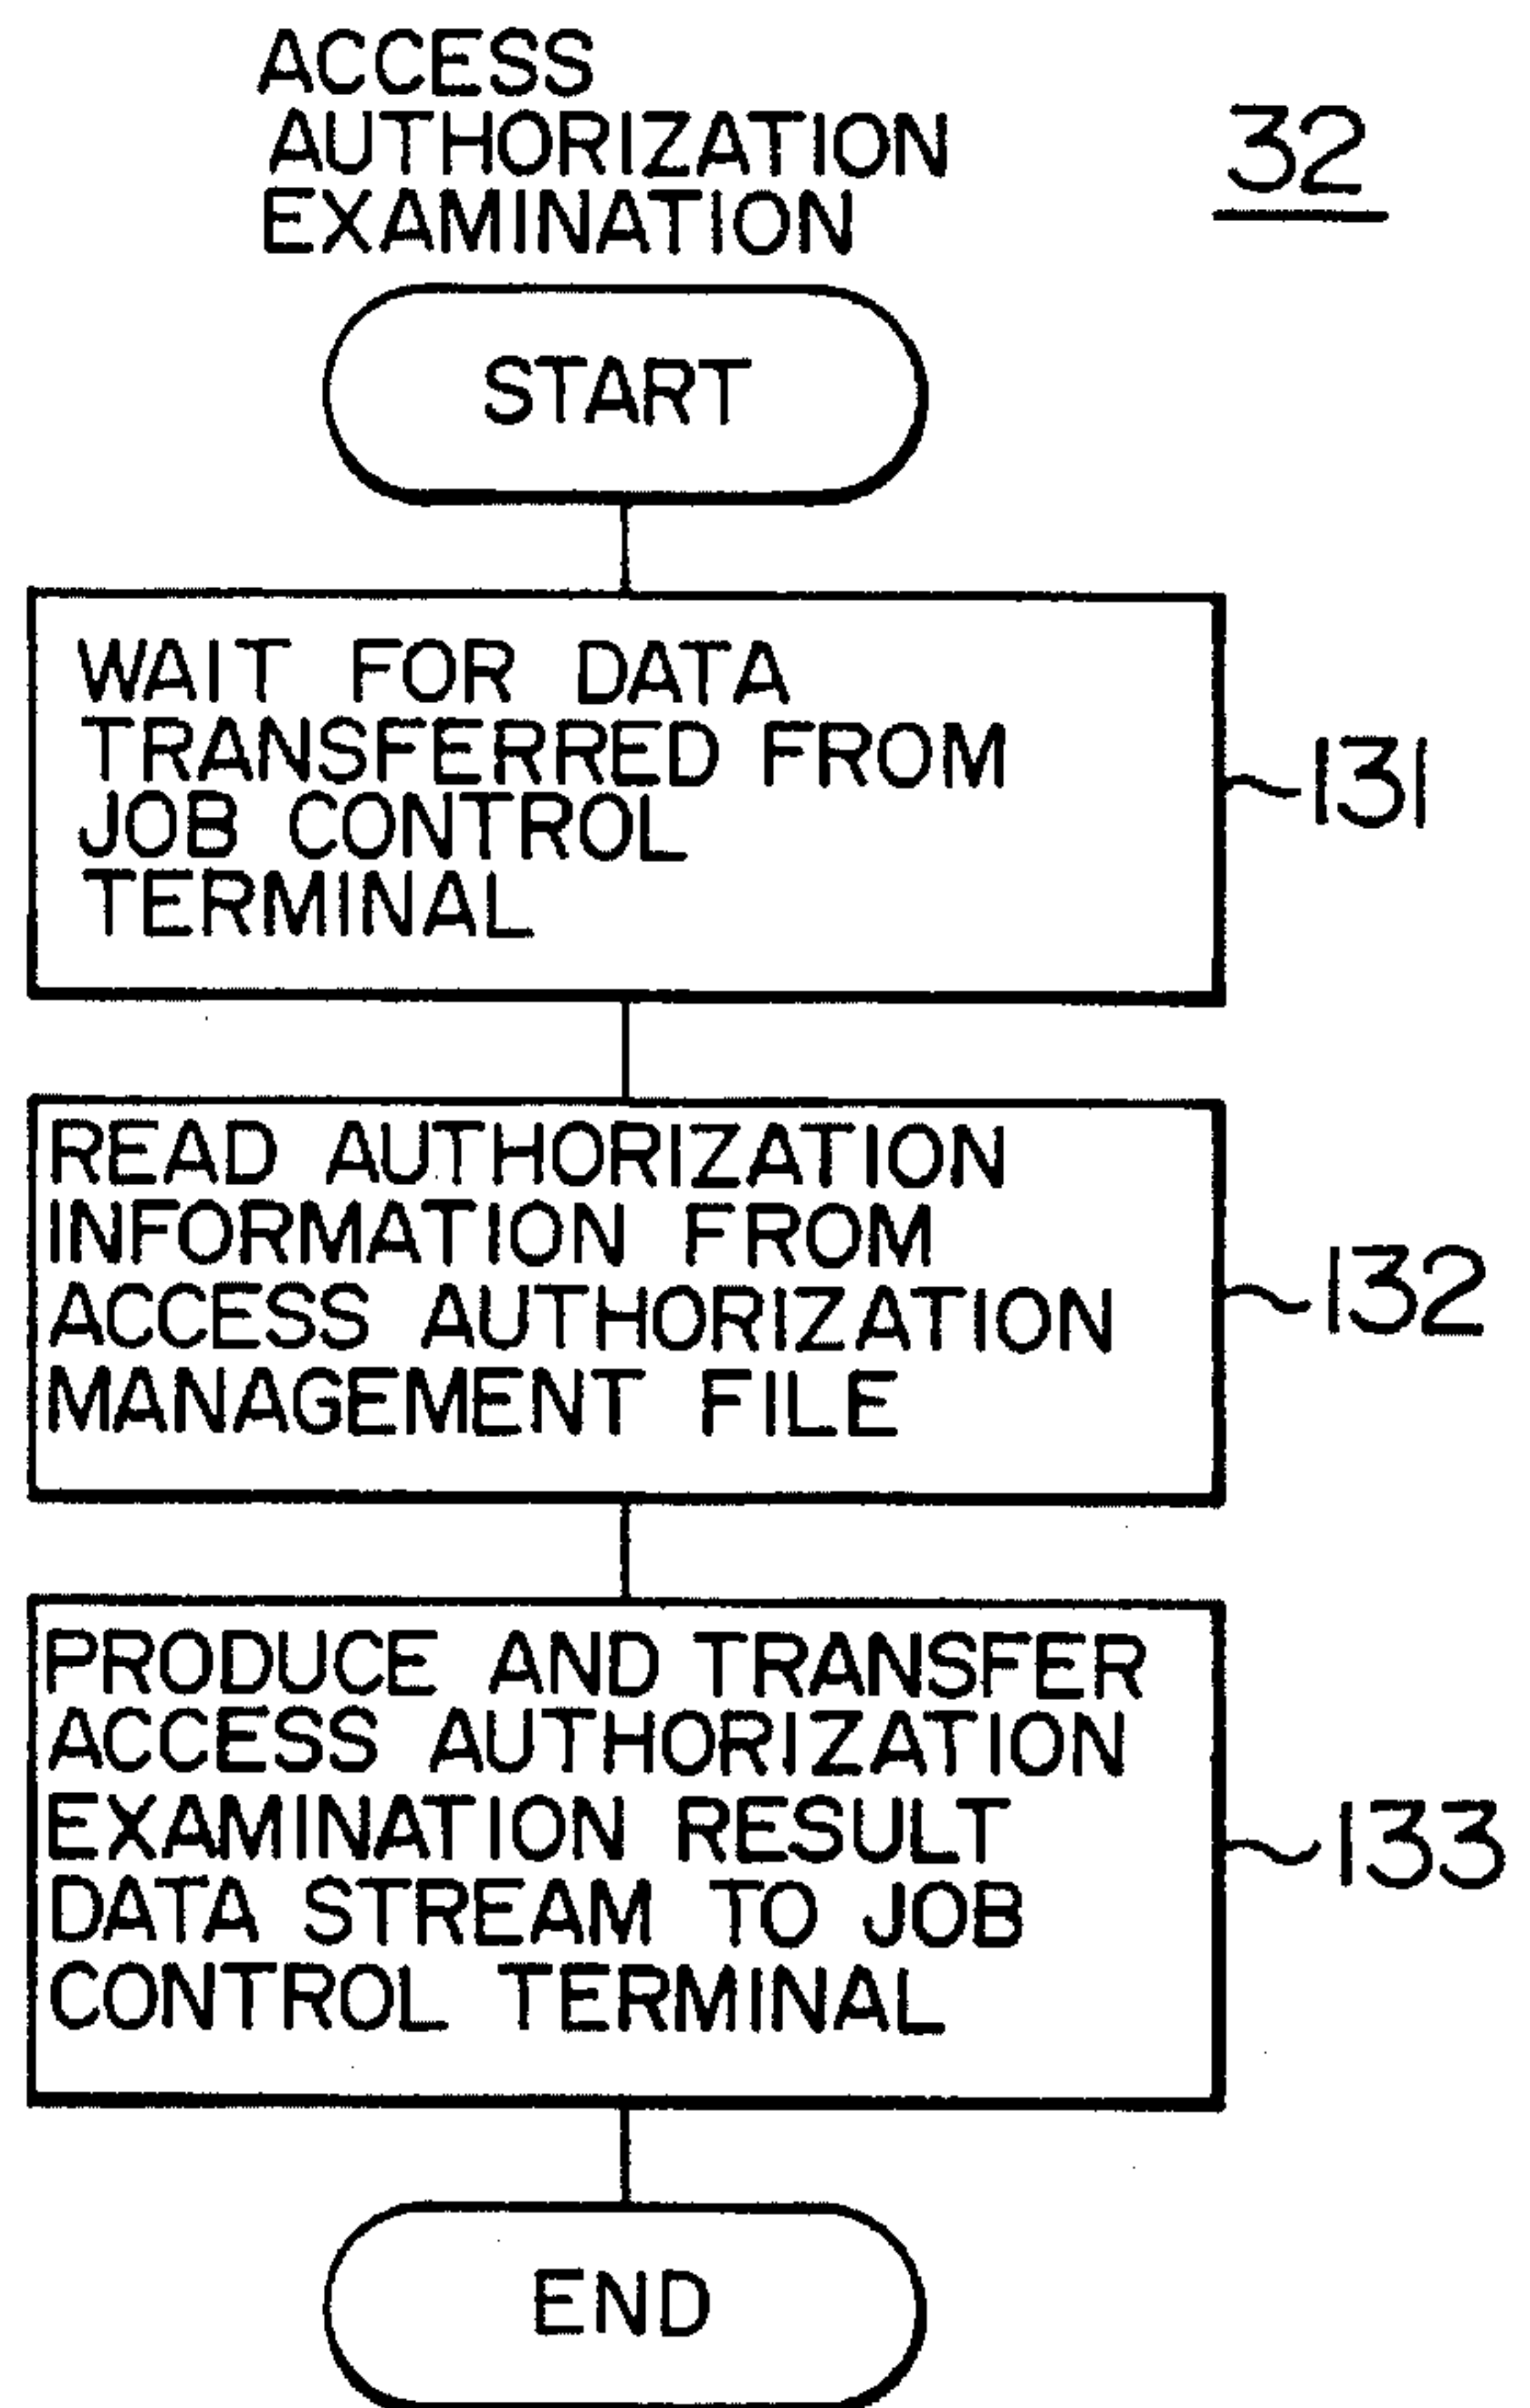 ACCESS
AUTHORIZATION
EXAMINATION
32
START
WAIT FOR DATA
TRANSFERRED FROM
JOB CONTROL
TERMINAL
131
READ AUTHORIZATION
INFORMATION FROM
ACCESS AUTHORIZATION
MANAGEMENT FILE
132
PRODUCE AND TRANSFER
ACCESS AUTHORIZATION
EXAMINATION RESULT
DATA STREAM TO JOB
CONTROL TERMINAL
133
END